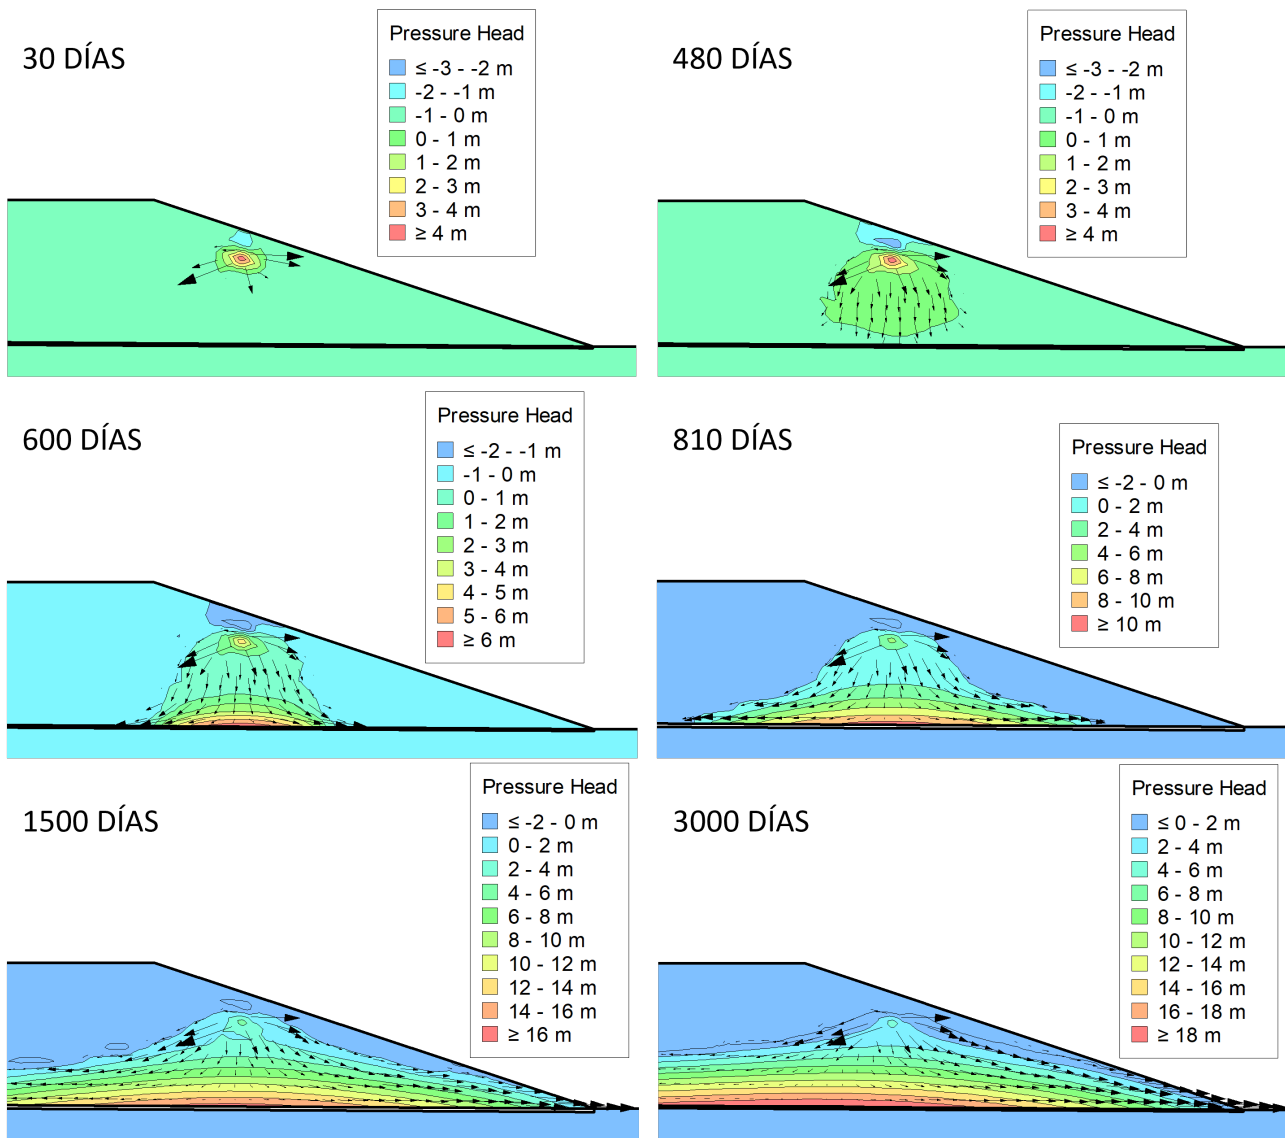 30 DÍAS
Pressure Head
≤ -3 - -2 m
-2 - -1 m
-1 - 0 m
0 - 1 m
1 - 2 m
2 - 3 m
3 - 4 m
≥ 4 m
480 DÍAS
Pressure Head
≤ -3 - -2 m
-2 - -1 m
-1 - 0 m
0 - 1 m
1 - 2 m
2 - 3 m
3 - 4 m
≥ 4 m
600 DÍAS
Pressure Head
≤ -2 - -1 m
-1 - 0 m
0 - 1 m
1 - 2 m
2 - 3 m
3 - 4 m
4 - 5 m
5 - 6 m
≥ 6 m
810 DÍAS
Pressure Head
≤ -2 - 0 m
0 - 2 m
2 - 4 m
4 - 6 m
6 - 8 m
8 - 10 m
≥ 10 m
1500 DÍAS
Pressure Head
≤ -2 - 0 m
0 - 2 m
2 - 4 m
4 - 6 m
6 - 8 m
8 - 10 m
10 - 12 m
12 - 14 m
14 - 16 m
≥ 16 m
3000 DÍAS
Pressure Head
≤ 0 - 2 m
2 - 4 m
4 - 6 m
6 - 8 m
8 - 10 m
10 - 12 m
12 - 14 m
14 - 16 m
16 - 18 m
≥ 18 m